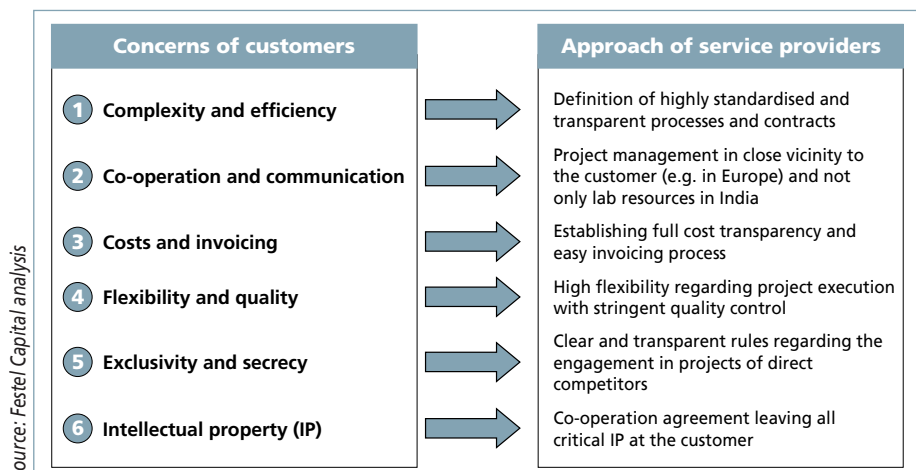 Concerns of customers
Approach of service providers
1 Complexity and efficiency
Definition of highly standardised and
transparent processes and contracts
2 Co-operation and communication
Project management in close vicinity to
the customer (e.g. in Europe) and not
only lab resources in India
3 Costs and invoicing
Establishing full cost transparency and
easy invoicing process
4 Flexibility and quality
High flexibility regarding project execution
with stringent quality control
5 Exclusivity and secrecy
Clear and transparent rules regarding the
engagement in projects of direct
competitors
6 Intellectual property (IP)
Co-operation agreement leaving all
critical IP at the customer
ource: Festel Capital analysis